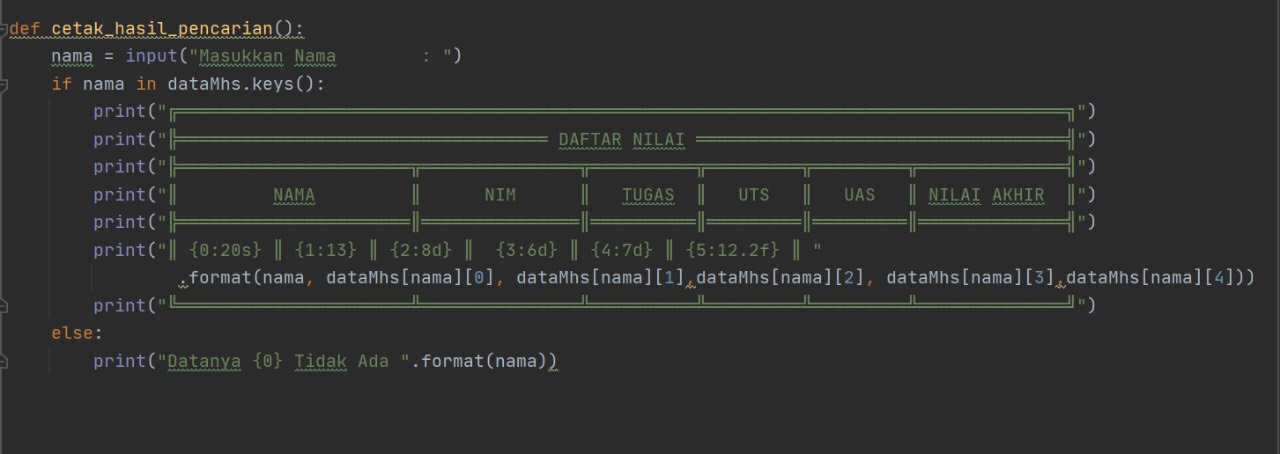 def cetak_hasil_pencarian():
    nama = input("Masukkan Nama        : ")
    if nama in dataMhs.keys():
        print("╔════════════════════════════════════════════════════════════════════════════════════╗")
        print("╠═══════════════════════════════════ DAFTAR NILAI ═══════════════════════════════════╣")
        print("╠══════════════════════╦═══════════════╦══════════╦═════════╦═════════╦══════════════╣")
        print("║         NAMA         ║      NIM      ║   TUGAS  ║   UTS   ║   UAS   ║ NILAI AKHIR  ║")
        print("╠══════════════════════║═══════════════║══════════║═════════║═════════║══════════════╣")
        print("║ {0:20s} ║ {1:13} ║ {2:8d} ║  {3:6d} ║ {4:7d} ║ {5:12.2f} ║ "
                .format(nama, dataMhs[nama][0], dataMhs[nama][1],dataMhs[nama][2], dataMhs[nama][3],dataMhs[nama][4]))
        print("╚══════════════════════╩═══════════════╩══════════╩═════════╩═════════╩══════════════╝")
    else:
        print("Datanya {0} Tidak Ada ".format(nama))